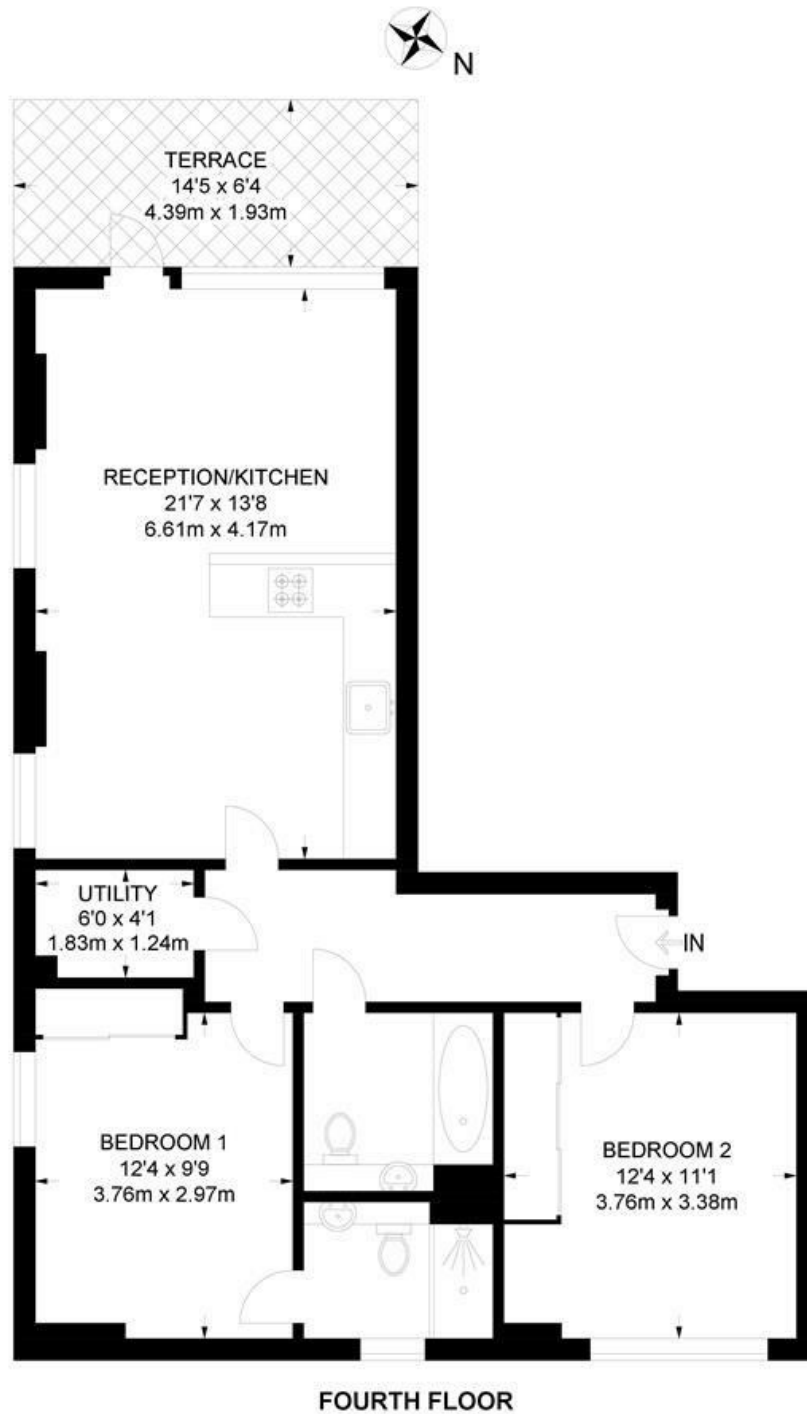 N
TERRACE
14'5 x 6'4
4.39m x 1.93m
RECEPTION/KITCHEN
21'7 x 13'8
6.61m x 4.17m
UTILITY
6'0 x 4'1
1.83m x 1.24m
IN
BEDROOM 1
12'4 x 9'9
3.76m x 2.97m
BEDROOM 2
12'4 x 11'1
3.76m x 3.38m
FOURTH FLOOR